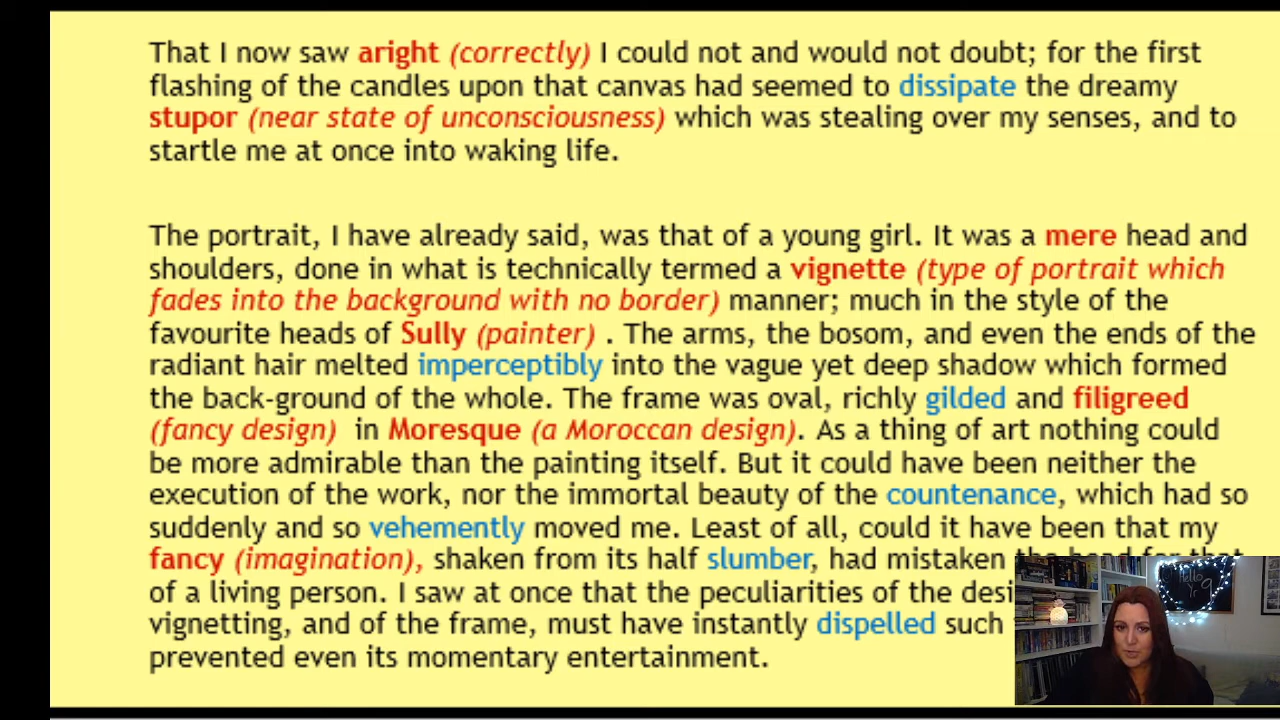 That I now saw aright (correctly) I could not and would not doubt; for the first
flashing of the candles upon that canvas had seemed to dissipate the dreamy
stupor (near state of unconsciousness) which was stealing over my senses, and to
startle me at once into waking life.
The portrait, I have already said, was that of a young girl. It was a mere head and
shoulders, done in what is technically termed a vignette (type of portrait which
fades into the background with no border) manner; much in the style of the
favourite heads of Sully (painter) . The arms, the bosom, and even the ends of the
radiant hair melted imperceptibly into the vague yet deep shadow which formed
the back-ground of the whole. The frame was oval, richly gilded and filigreed
(fancy design) in Moresque (a Moroccan design). As a thing of art nothing could
be more admirable than the painting itself. But it could have been neither the
execution of the work, nor the immortal beauty of the countenance, which had so
suddenly and so vehemently moved me. Least of all, could it have been that my
fancy (imagination), shaken from its half slumber, had mistaken
of a living person. I saw at once that the peculiarities of the
vignetting, and of the frame, must have instantly dispelled such
prevented even its momentary entertainment.
Hello
Yr 9